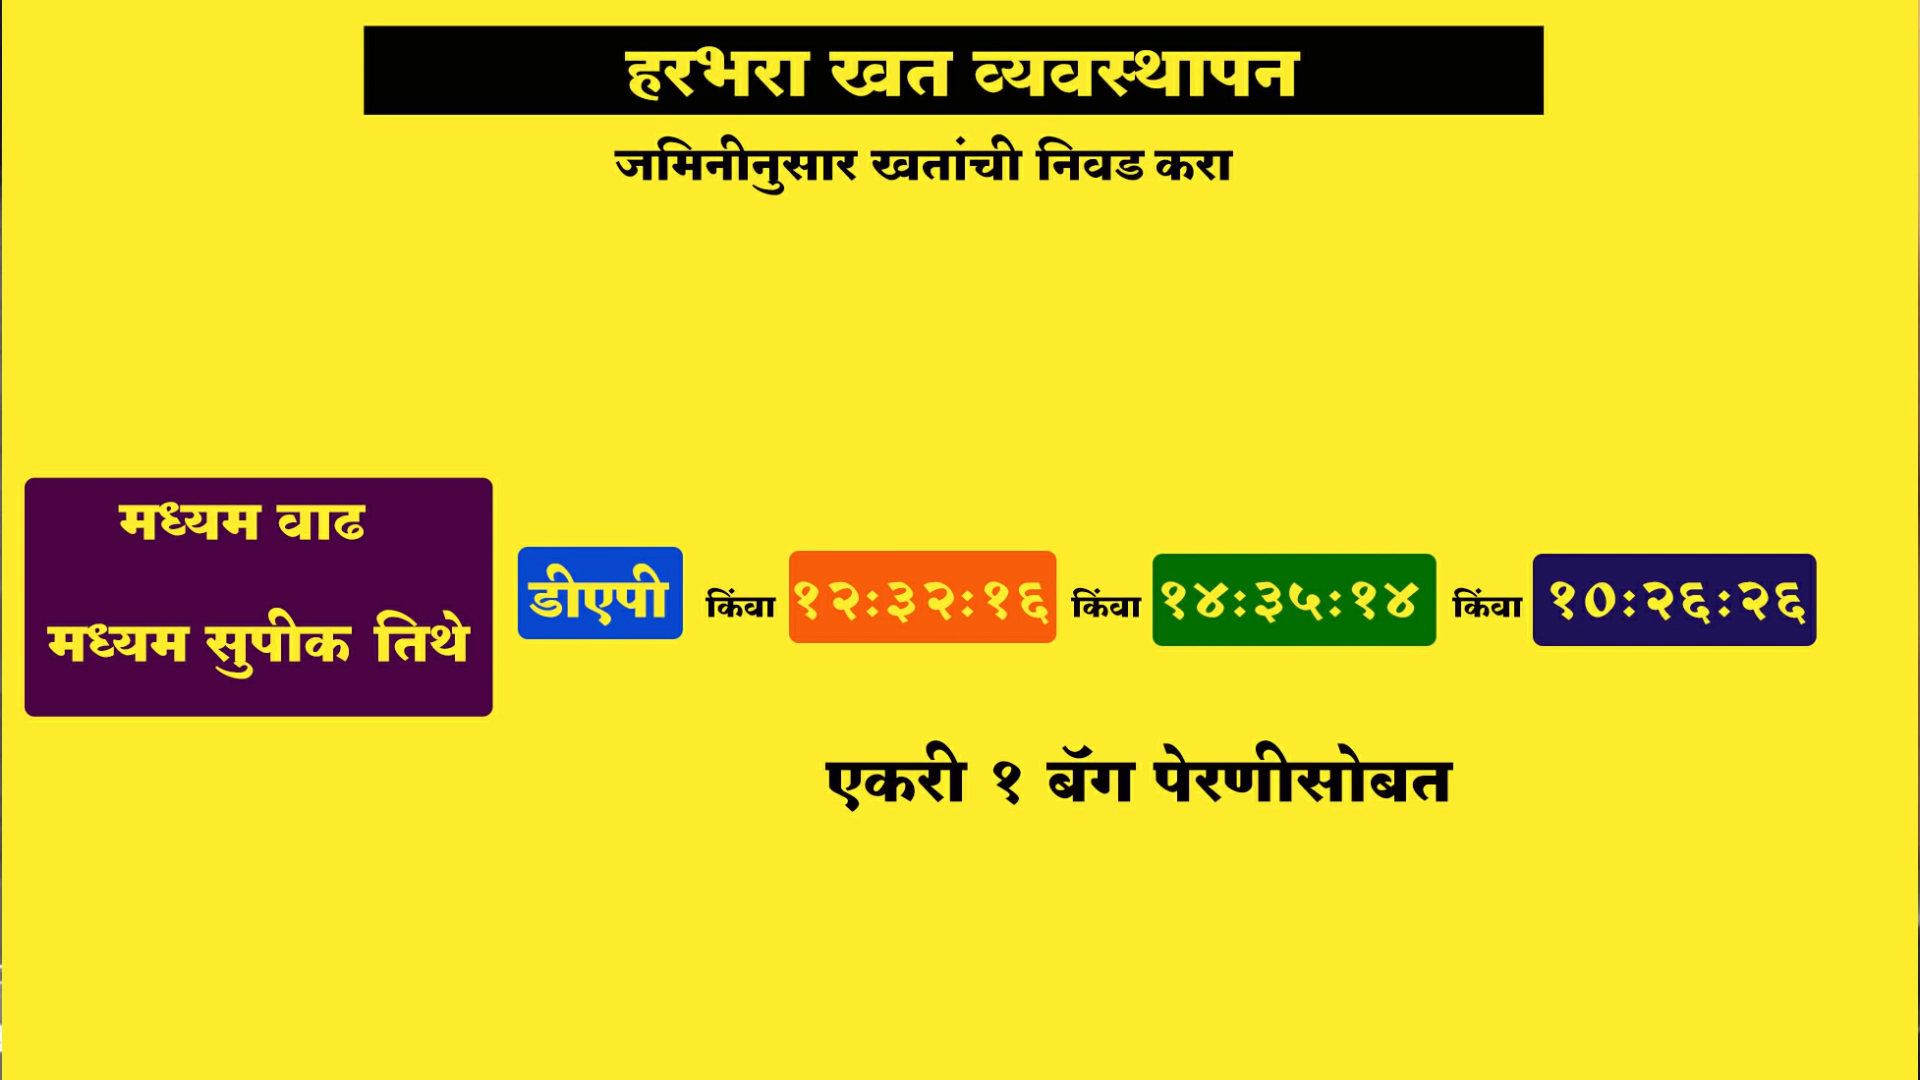 हरभरा खत व्यवस्थापन
जमिनीनुसार खतांची निवड करा
मध्यम वाढ
मध्यम सुपीक तिथे
डीएपी किंवा १२:३२:१६ किंवा १४:३५:१४ किंवा १०:२६:२६
एकरी १ बॅग पेरणीसोबत